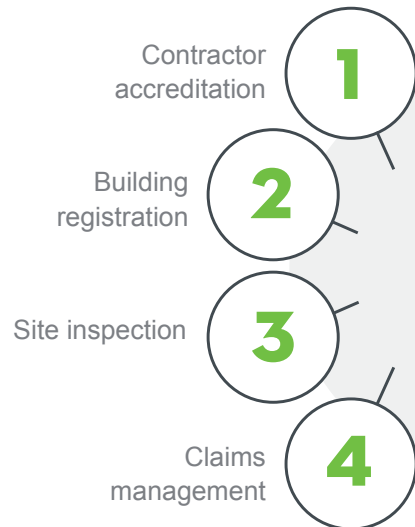 Contractor
accreditation
1
Building
registration
2
Site inspection
3
Claims
management
4